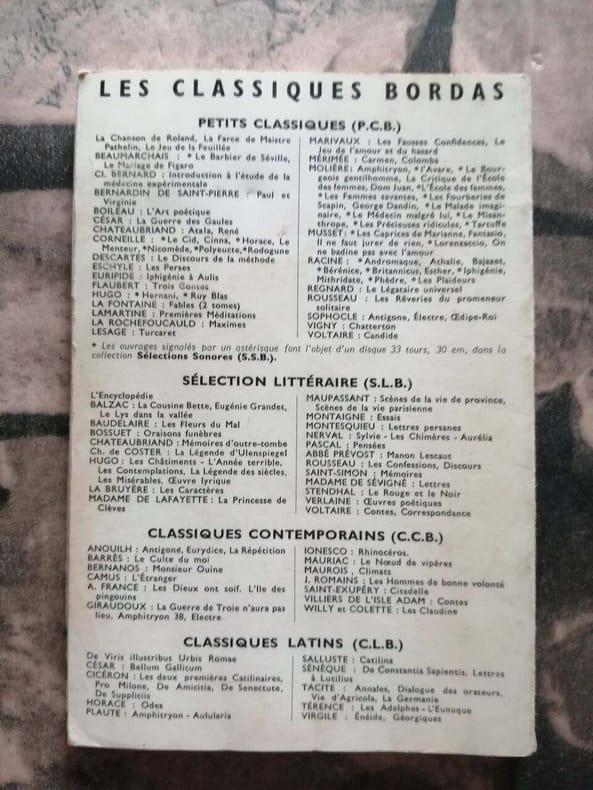 LES CLASSIQUES BORDAS
PETITS CLASSIQUES (P.C.B.)
La Chanson de Roland, La Farce de Maistre
Pathelin, Le Jeu de la Feuillée
BEAUMARCHAIS : *Le Barbier de Séville,
Le Mariage de Figaro
Cl. BERNARD : Introduction à l'étude de la
médecine expérimentale
BERNARDIN DE SAINT-PIERRE : Paul et
Virginie
BOILEAU : L'Art poétique
CÉSAR : La Guerre des Gaules
CHATEAUBRIAND : Atala, René
CORNEILLE : *Le Cid, Cinna, *Horace, Le
Menteur, *Nicomède, *Polyeucte, *Rodogune
DESCARTES : Le Discours de la méthode
ESCHYLE : Les Perses
EURIPIDE : Iphigénie à Aulis
FLAUBERT : Trois Contes
HUGO : *Hernani, *Ruy Blas
LA FONTAINE : Fables (2 tomes)
LAMARTINE : Premières Méditations
LA ROCHEFOUCAULD : Maximes
LESAGE : Turcaret
MARIVAUX : Les Fausses Confidences, Le
Jeu de l'amour et du hasard
MÉRIMÉE : Carmen, Colomba
MOLIÈRE : Amphitryon, *l'Avare, *Le Bour-
geois gentilhomme, La Critique de l'École
des femmes, Dom Juan, *L'École des femmes,
*Les Femmes savantes, *Les Fourberies de
Scapin, George Dandin, *Le Malade imagi-
naire, *Le Médecin malgré lui, *Le Misan-
thrope, *Les Précieuses ridicules, *Tartuffe
MUSSET : *Les Caprices de Marianne, Fantasio,
Il ne faut jurer de rien, *Lorenzaccio, On
ne badine pas avec l'amour
RACINE : *Andromaque, Athalie, Bajazet,
*Bérénice, *Britannicus, Esther, *Iphigénie,
Mithridate, *Phèdre, *Les Plaideurs
REGNARD : Le Légataire universel
ROUSSEAU : Les Rêveries du promeneur
solitaire
SOPHOCLE : Antigone, Électre, Œdipe-Roi
VIGNY : Chatterton
VOLTAIRE : Candide
* Les ouvrages signalés par un astérisque font l'objet d'un disque 33 tours, 30 cm, dans la
collection Sélections Sonores (S.S.B.).
SÉLECTION LITTÉRAIRE (S.L.B.)
L'Encyclopédie
BALZAC : La Cousine Bette, Eugénie Grandet,
Le Lys dans la vallée
BAUDELAIRE : Les Fleurs du Mal
BOSSUET : Oraisons funèbres
CHATEAUBRIAND : Mémoires d'outre-tombe
Ch. de COSTER : La Légende d'Ulenspiegel
HUGO : Les Châtiments - L'Année terrible,
Les Contemplations, La Légende des siècles,
Les Misérables, Œuvre lyrique
LA BRUYÈRE : Les Caractères
MADAME DE LAFAYETTE : La Princesse de
Clèves
MAUPASSANT : Scènes de la vie de province,
Scènes de la vie parisienne
MONTAIGNE : Essais
MONTESQUIEU : Lettres persanes
NERVAL : Sylvie - Les Chimères - Aurélia
PASCAL : Pensées
ABBÉ PRÉVOST : Manon Lescaut
ROUSSEAU : Les Confessions, Discours
SAINT-SIMON : Mémoires
MADAME DE SÉVIGNÉ : Lettres
STENDHAL : Le Rouge et le Noir
VERLAINE : Œuvres poétiques
VOLTAIRE : Contes, Correspondance
CLASSIQUES CONTEMPORAINS (C.C.B.)
ANOUILH : Antigone, Eurydice, La Répétition
BARRÈS : Le Culte du moi
BERNANOS : Monsieur Ouine
CAMUS : L'Étranger
A. FRANCE : Les Dieux ont soif. L'Ile des
pingouins
GIRAUDOUX : La Guerre de Troie n'aura pas
lieu, Amphitryon 38, Electre
IONESCO : Rhinocéros.
MAURIAC : Le Nœud de vipères
MAUROIS , Climats
J. ROMAINS : Les Hommes de bonne volonté
SAINT-EXUPÉRY : Citadelle
VILLIERS DE L'ISLE ADAM : Contes
WILLY et COLETTE : Les Claudine
CLASSIQUES LATINS (C.L.B.)
De Viris illustribus Urbis Romae
CÉSAR : Bellum Gallicum
CICÉRON : Les deux premières Catilinaires,
Pro Milone, De Amicitia, De Senectute,
De Suppliciis
HORACE : Odes
PLAUTE : Amphitryon - Aulularia
SALLUSTE : Catilina
SÉNÈQUE : De Constantia Sapientis, Lettres
à Lucilius
TACITE : Annales, Dialogue des orateurs,
Vie d'Agricola, La Germanie
TÉRENCE : Les Adelphes - L'Eunuque
VIRGILE : Énéide, Géorgiques